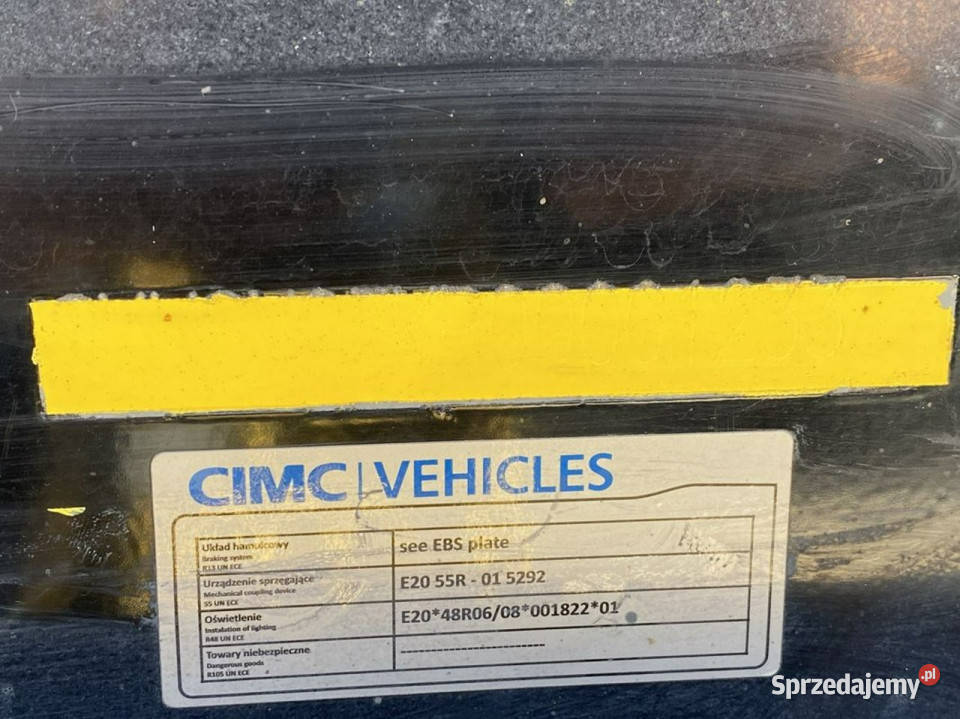 CIMC | VEHICLES
Układ hamulcowy
Braking system
R13 UN ECE
see EBS plate
Urządzenie sprzęgające
Mechanical coupling device
55 UN ECE
E20 55R - 01 5292
Oświetlenie
Instalation of lighting
R48 UN ECE
E20*48R06/08*001822*01
Towary niebezpieczne
Dangerous goods
R105 UN ECE
------------------------
Sprzedajemy.pl